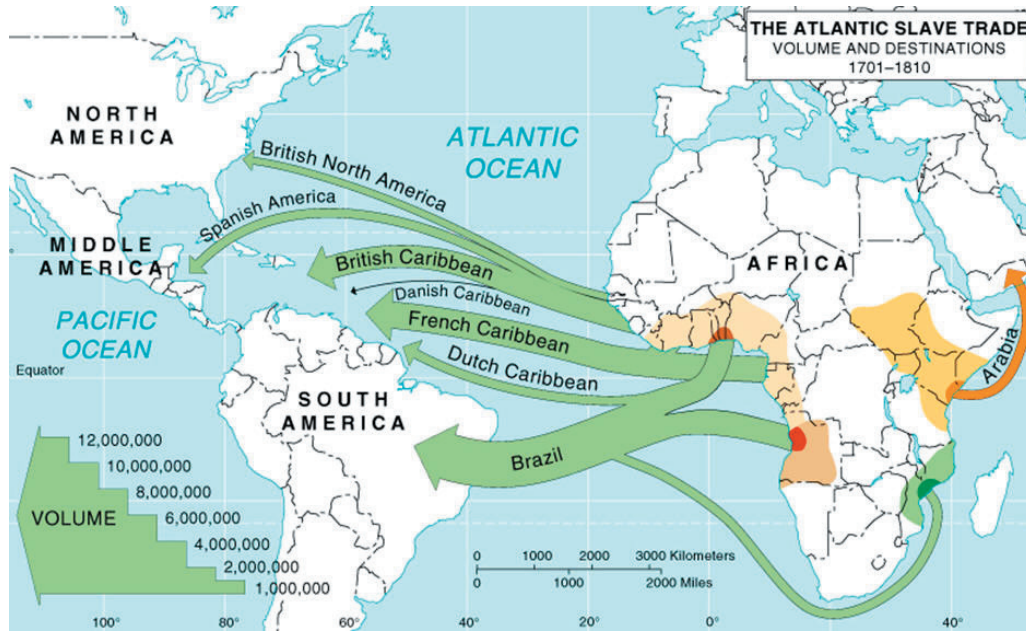 THE ATLANTIC SLAVE TRADE
VOLUME AND DESTINATIONS
1701–1810
NORTH
AMERICA
ATLANTIC
OCEAN
British North America
Spanish America
MIDDLE
AMERICA
British Caribbean
AFRICA
Danish Caribbean
PACIFIC
OCEAN
French Caribbean
Dutch Caribbean
Arabia
Equator
SOUTH
AMERICA
Brazil
12,000,000
10,000,000
8,000,000
VOLUME
6,000,000
4,000,000
2,000,000
1,000,000
0 1000 2000 3000 Kilometers
0 1000 2000 Miles
100° 80° 60° 40° 20° 0° 20° 40°